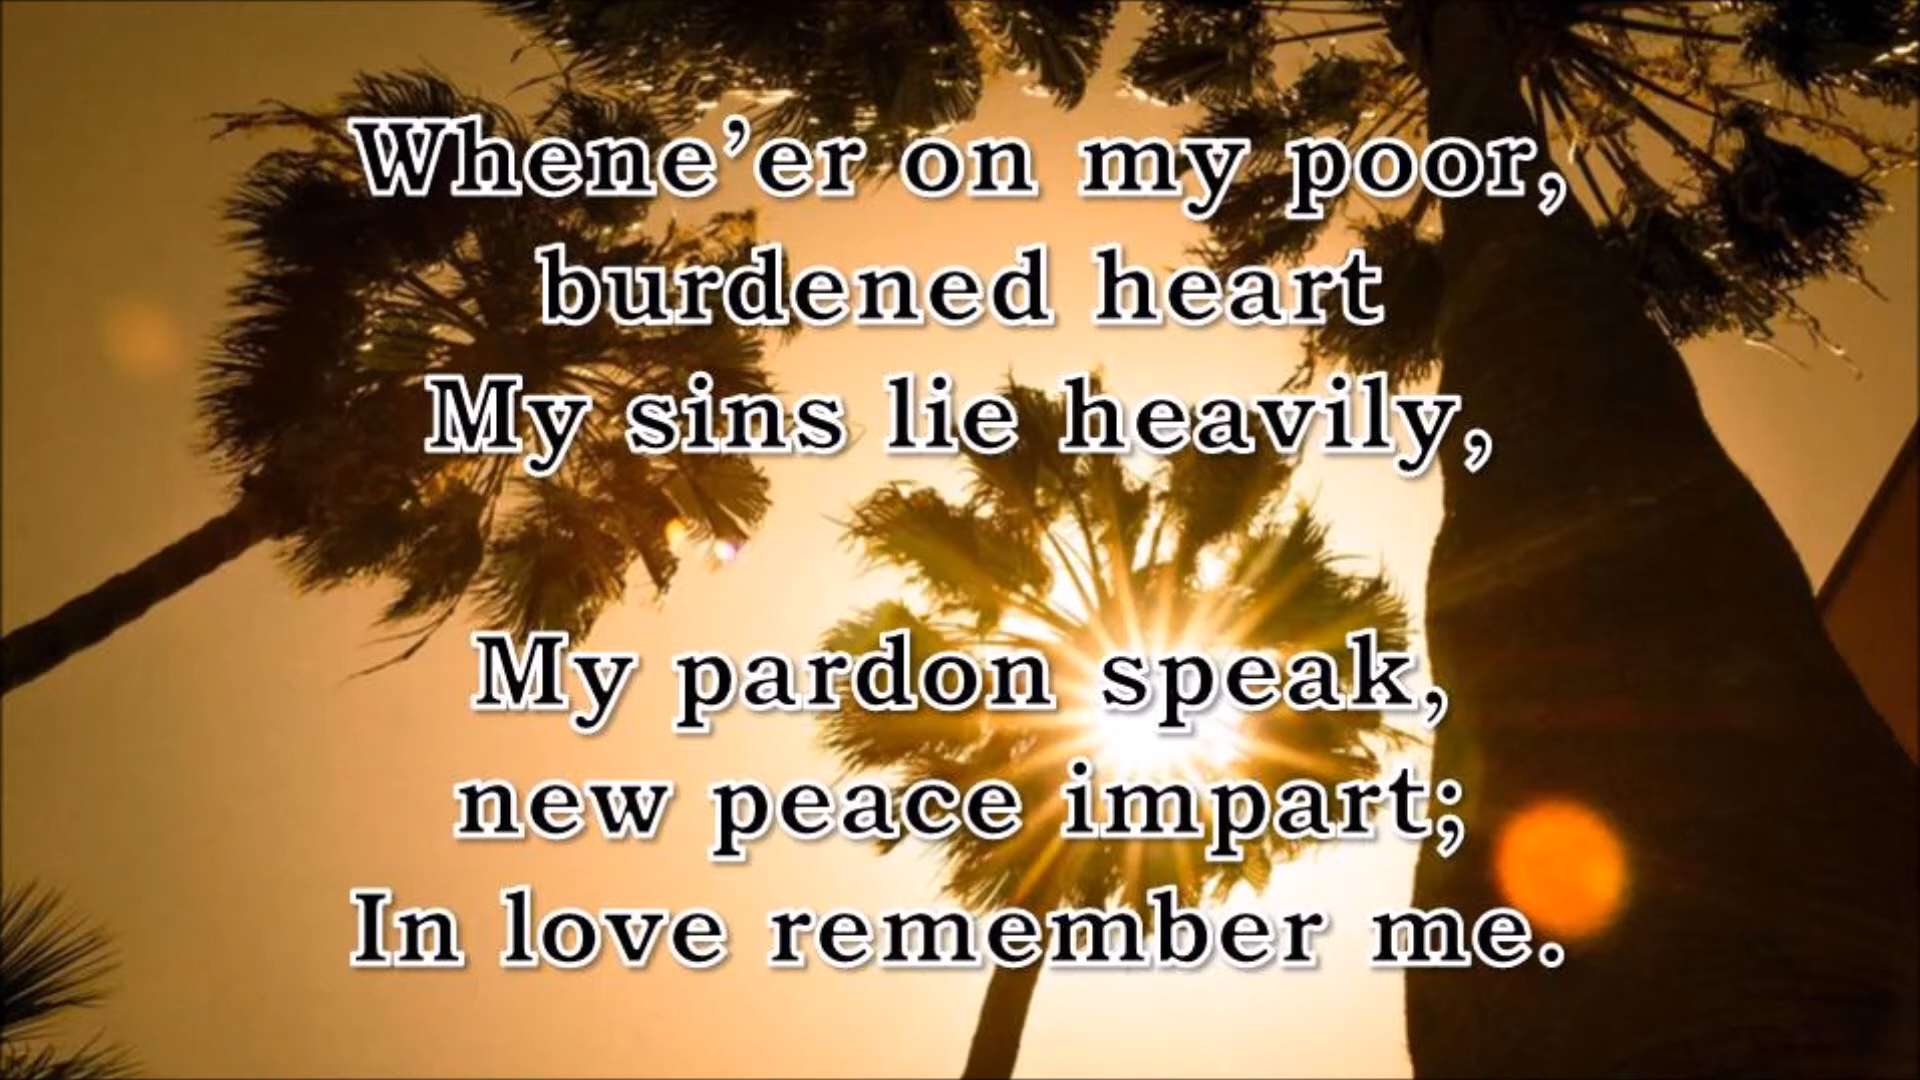 Whene’er on my poor,
burdened heart
My sins lie heavily,
My pardon speak,
new peace impart;
In love remember me.